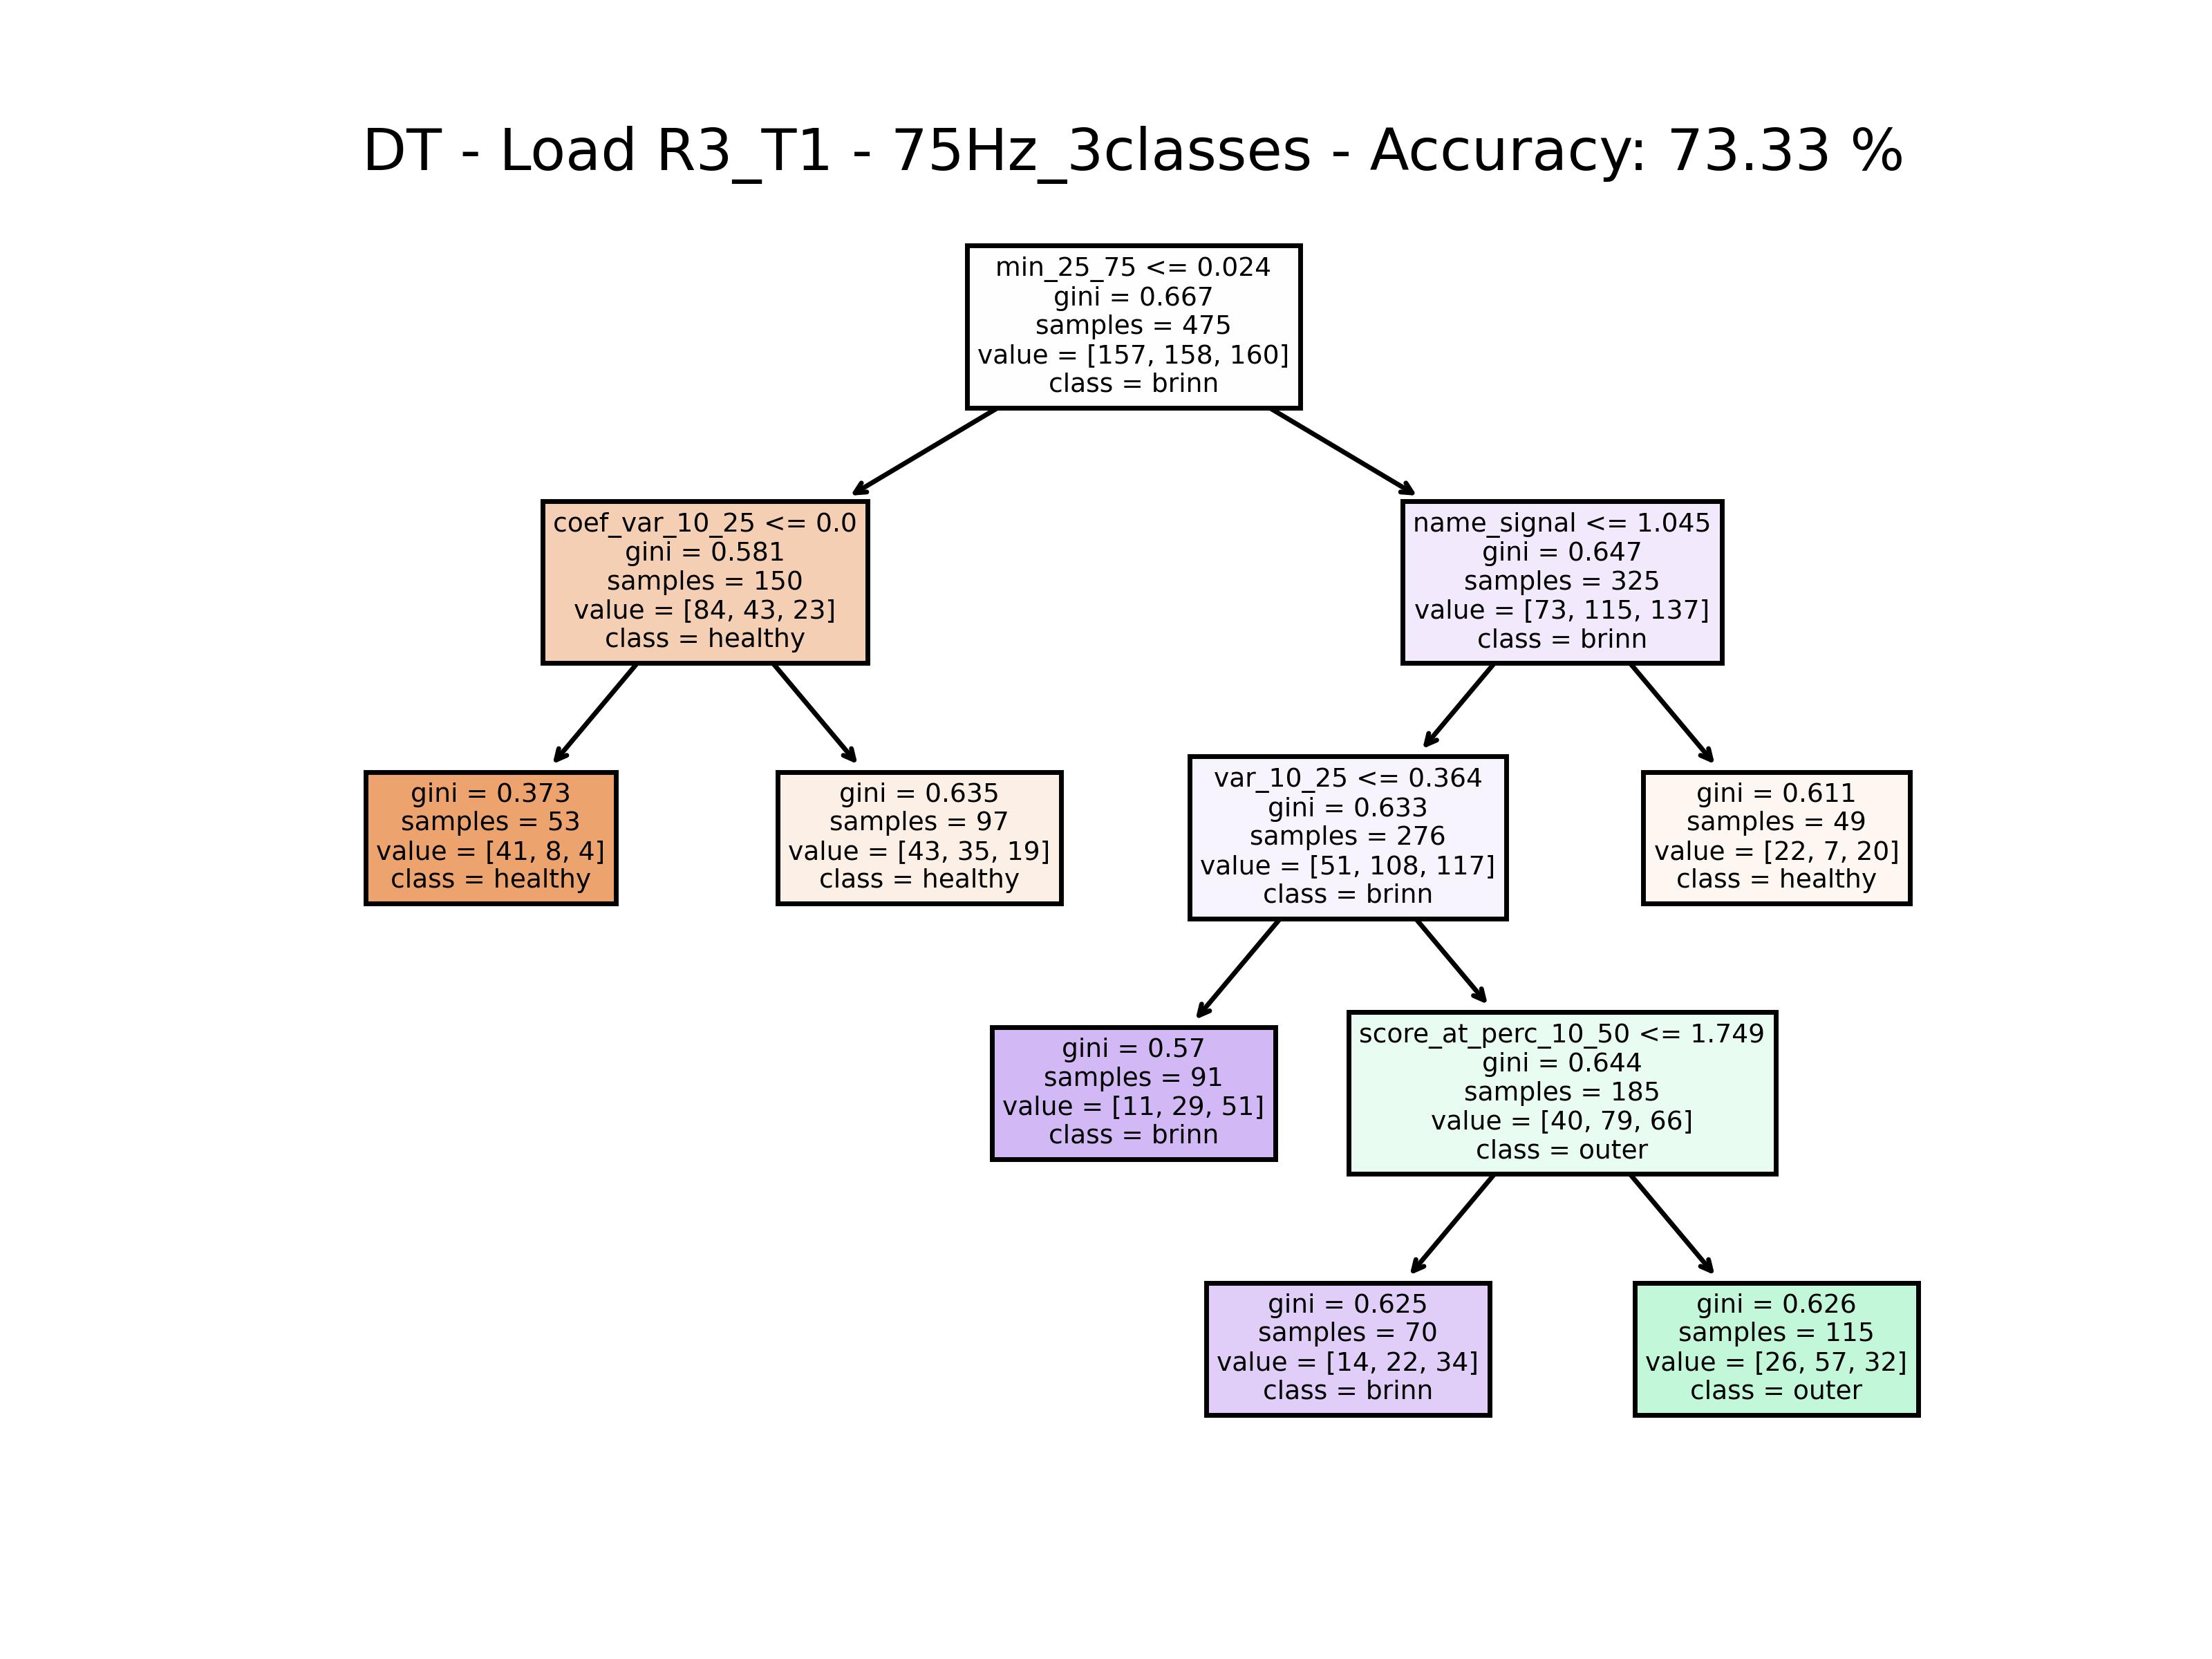 DT - Load R3_T1 - 75Hz_3classes - Accuracy: 73.33 %
min_25_75 <= 0.024
gini = 0.667
samples = 475
value = [157, 158, 160]
class = brinn
coef_var_10_25 <= 0.0
gini = 0.581
samples = 150
value = [84, 43, 23]
class = healthy
name_signal <= 1.045
gini = 0.647
samples = 325
value = [73, 115, 137]
class = brinn
gini = 0.373
samples = 53
value = [41, 8, 4]
class = healthy
gini = 0.635
samples = 97
value = [43, 35, 19]
class = healthy
var_10_25 <= 0.364
gini = 0.633
samples = 276
value = [51, 108, 117]
class = brinn
gini = 0.611
samples = 49
value = [22, 7, 20]
class = healthy
gini = 0.57
samples = 91
value = [11, 29, 51]
class = brinn
score_at_perc_10_50 <= 1.749
gini = 0.644
samples = 185
value = [40, 79, 66]
class = outer
gini = 0.625
samples = 70
value = [14, 22, 34]
class = brinn
gini = 0.626
samples = 115
value = [26, 57, 32]
class = outer